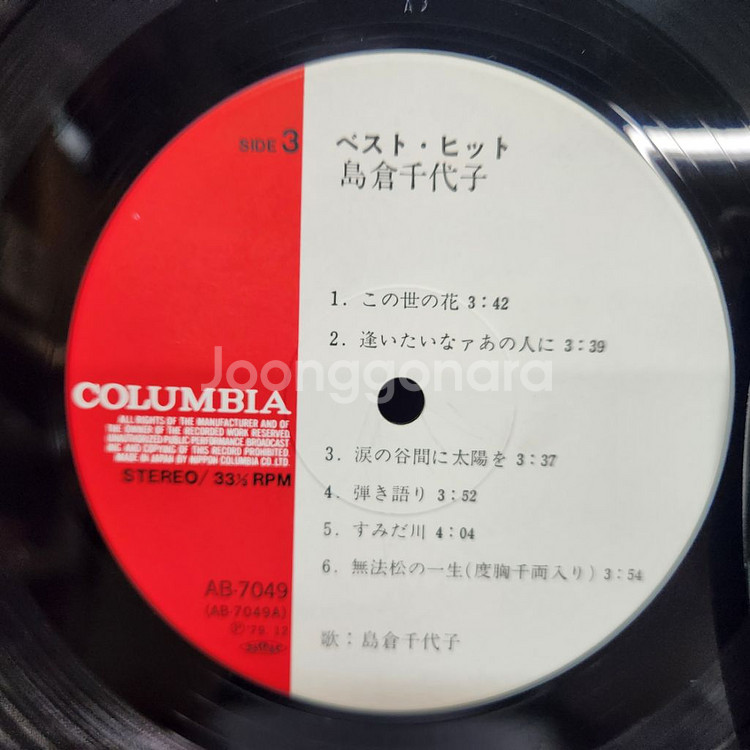 SIDE 3
ベスト・ヒット
島倉千代子
1. この世の花 3:42
2. 逢いたいなァあの人に 3:39
Joonggonara
COLUMBIA
ALL RIGHTS OF THE MANUFACTURER AND OF
THE OWNER OF THE RECORDED WORK RESERVED.
UNAUTHORIZED PUBLIC PERFORMANCE BROADCAST
ING AND COPYING OF THIS RECORD PROHIBITED.
MADE IN JAPAN BY NIPPON COLUMBIA CO. LTD.
STEREO/33⅓ RPM
3. 涙の谷間に太陽を 3:37
4. 弾き語り 3:52
5. すみだ川 4:04
6. 無法松の一生(度胸千両入り) 3:54
AB-7049
(AB-7049A)
Ⓟ'79.12
歌：島倉千代子